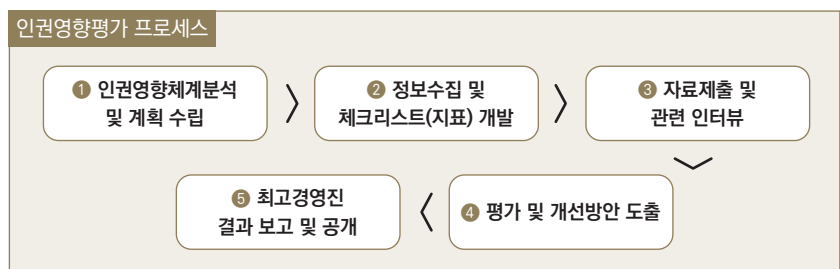 인권영향평가 프로세스
❶ 인권영향체계분석
및 계획 수립
❷ 정보수집 및
체크리스트(지표) 개발
❸ 자료제출 및
관련 인터뷰
❹ 평가 및 개선방안 도출
❺ 최고경영진
결과 보고 및 공개